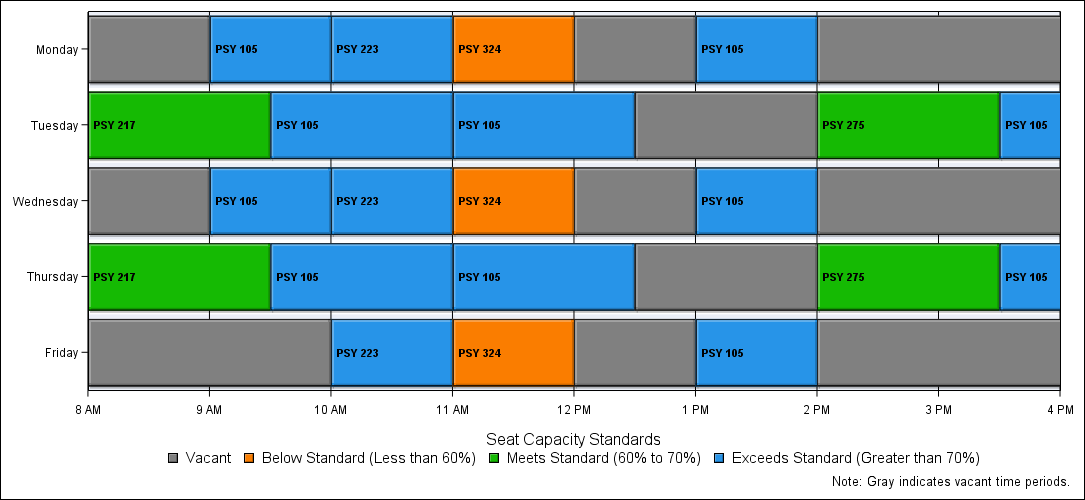 Monday PSY 105 PSY 223 PSY 324 PSY 105
Tuesday PSY 217 PSY 105 PSY 105 PSY 275 PSY 105
Wednesday PSY 105 PSY 223 PSY 324 PSY 105
Thursday PSY 217 PSY 105 PSY 105 PSY 275 PSY 105
Friday PSY 223 PSY 324 PSY 105
8 AM 9 AM 10 AM 11 AM 12 PM 1 PM 2 PM 3 PM 4 PM
Seat Capacity Standards
Vacant Below Standard (Less than 60%) Meets Standard (60% to 70%) Exceeds Standard (Greater than 70%)
Note: Gray indicates vacant time periods.